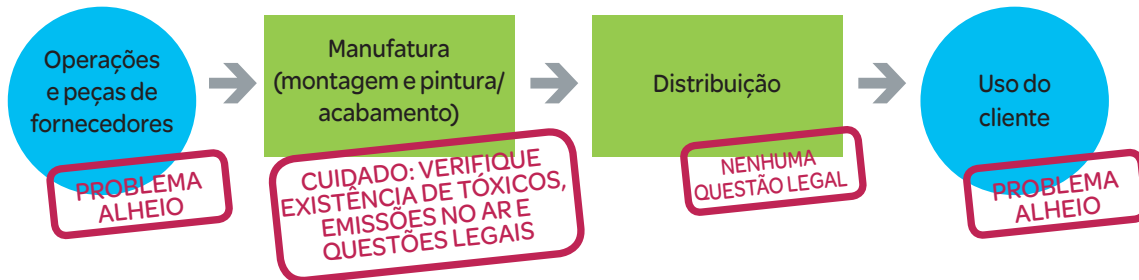 Operações
e peças de
fornecedores
PROBLEMA
ALHEIO
Manufatura
(montagem e pintura/
acabamento)
CUIDADO: VERIFIQUE
EXISTÊNCIA DE TÓXICOS,
EMISSÕES NO AR E
QUESTÕES LEGAIS
Distribuição
NENHUMA
QUESTÃO LEGAL
Uso do
cliente
PROBLEMA
ALHEIO